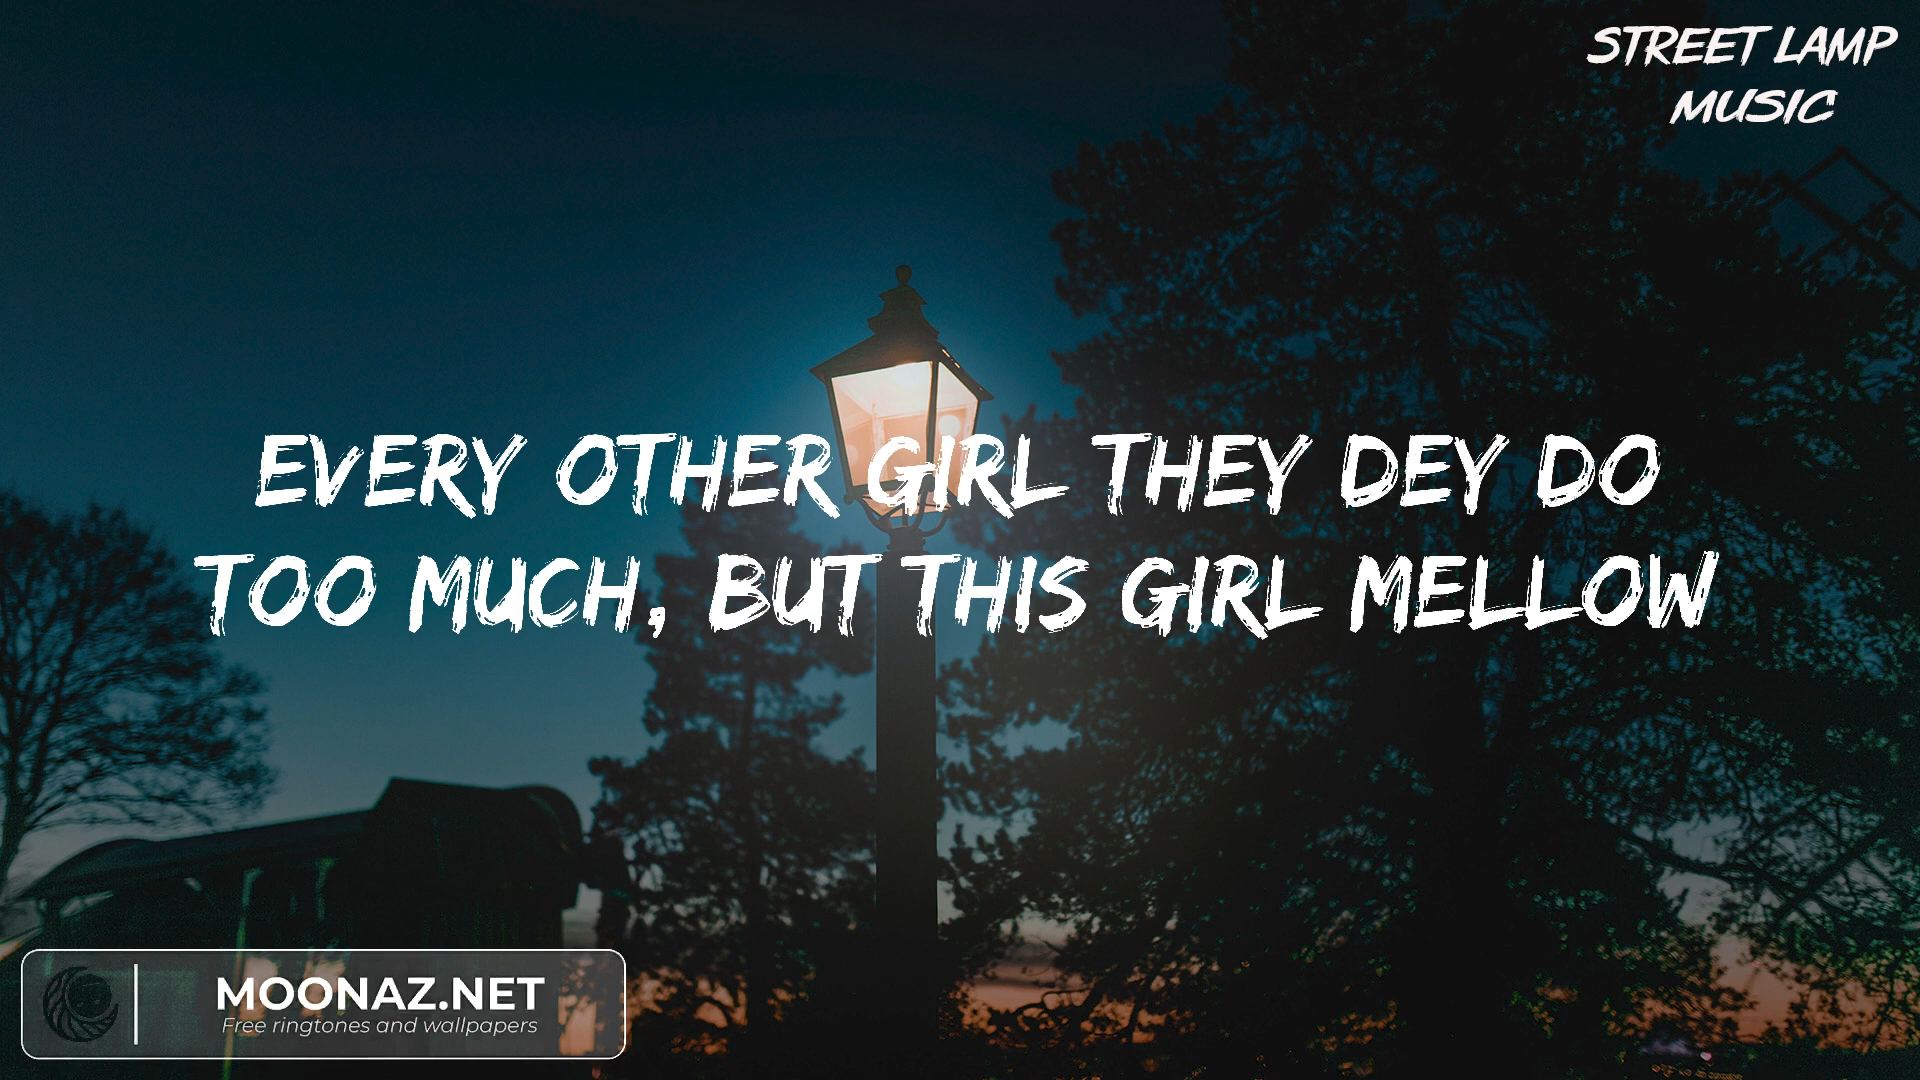 STREET LAMP
MUSIC
EVERY OTHER GIRL THEY DEY DO
TOO MUCH, BUT THIS GIRL MELLOW
MOONAZ.NET
Free ringtones and wallpapers